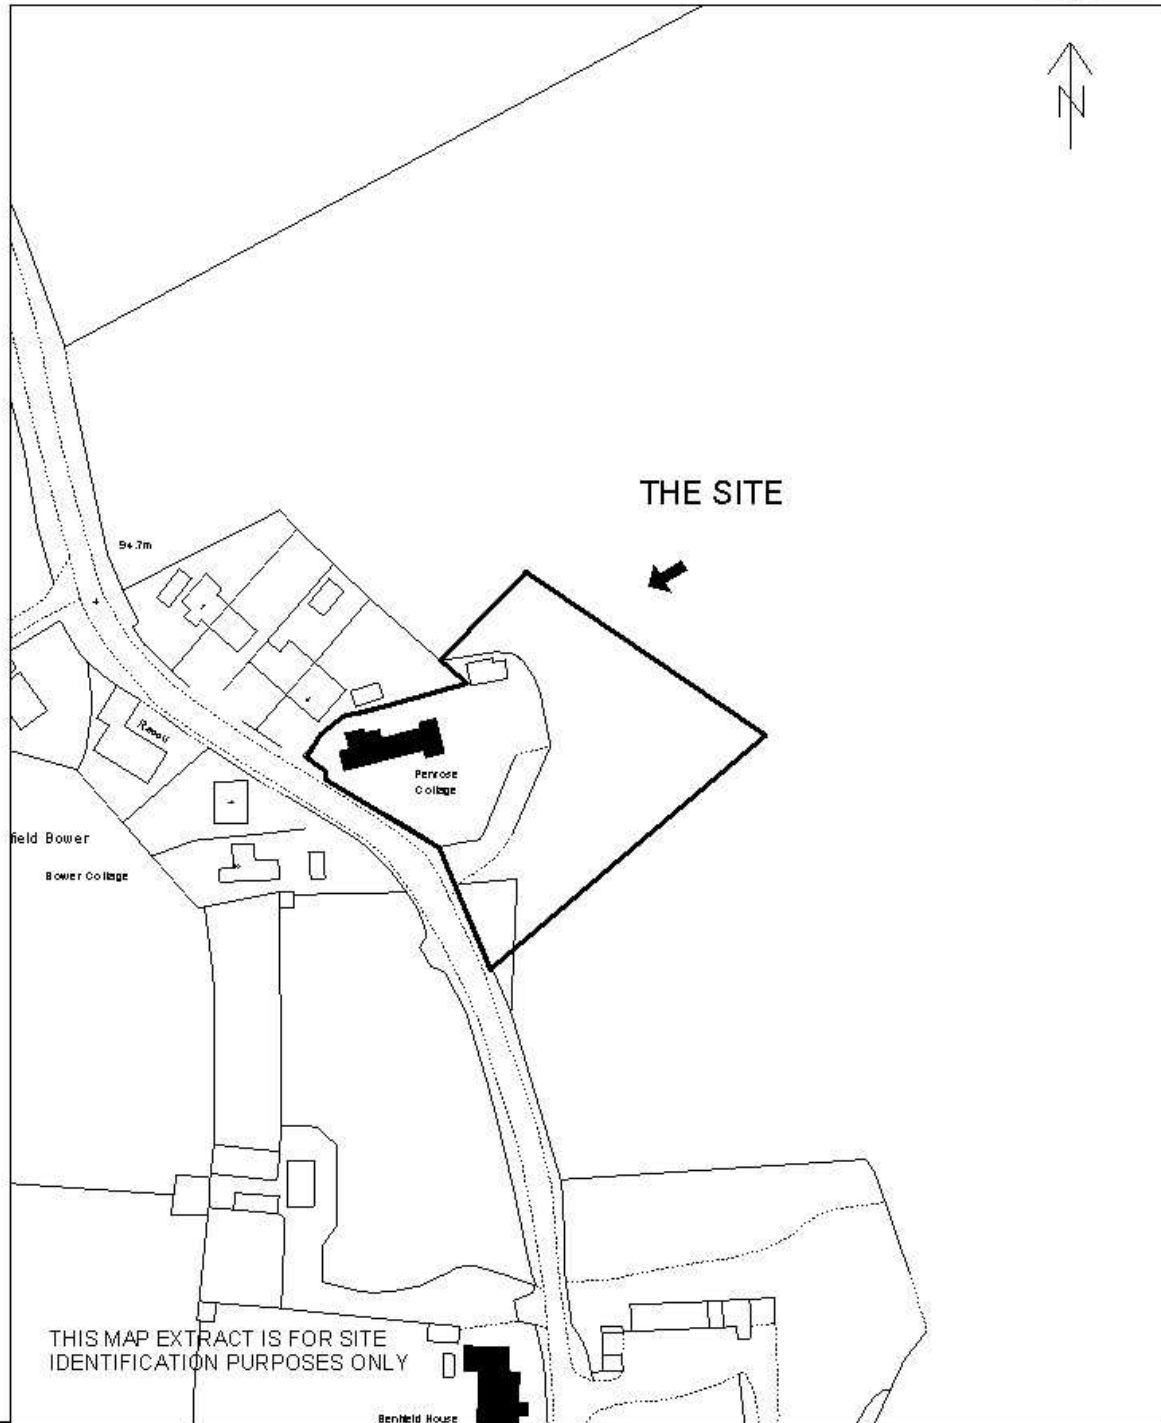 N
THE SITE
94.7m
Penrose
Cottage
field Bower
Bower Cottage
THIS MAP EXTRACT IS FOR SITE
IDENTIFICATION PURPOSES ONLY
Benfield House